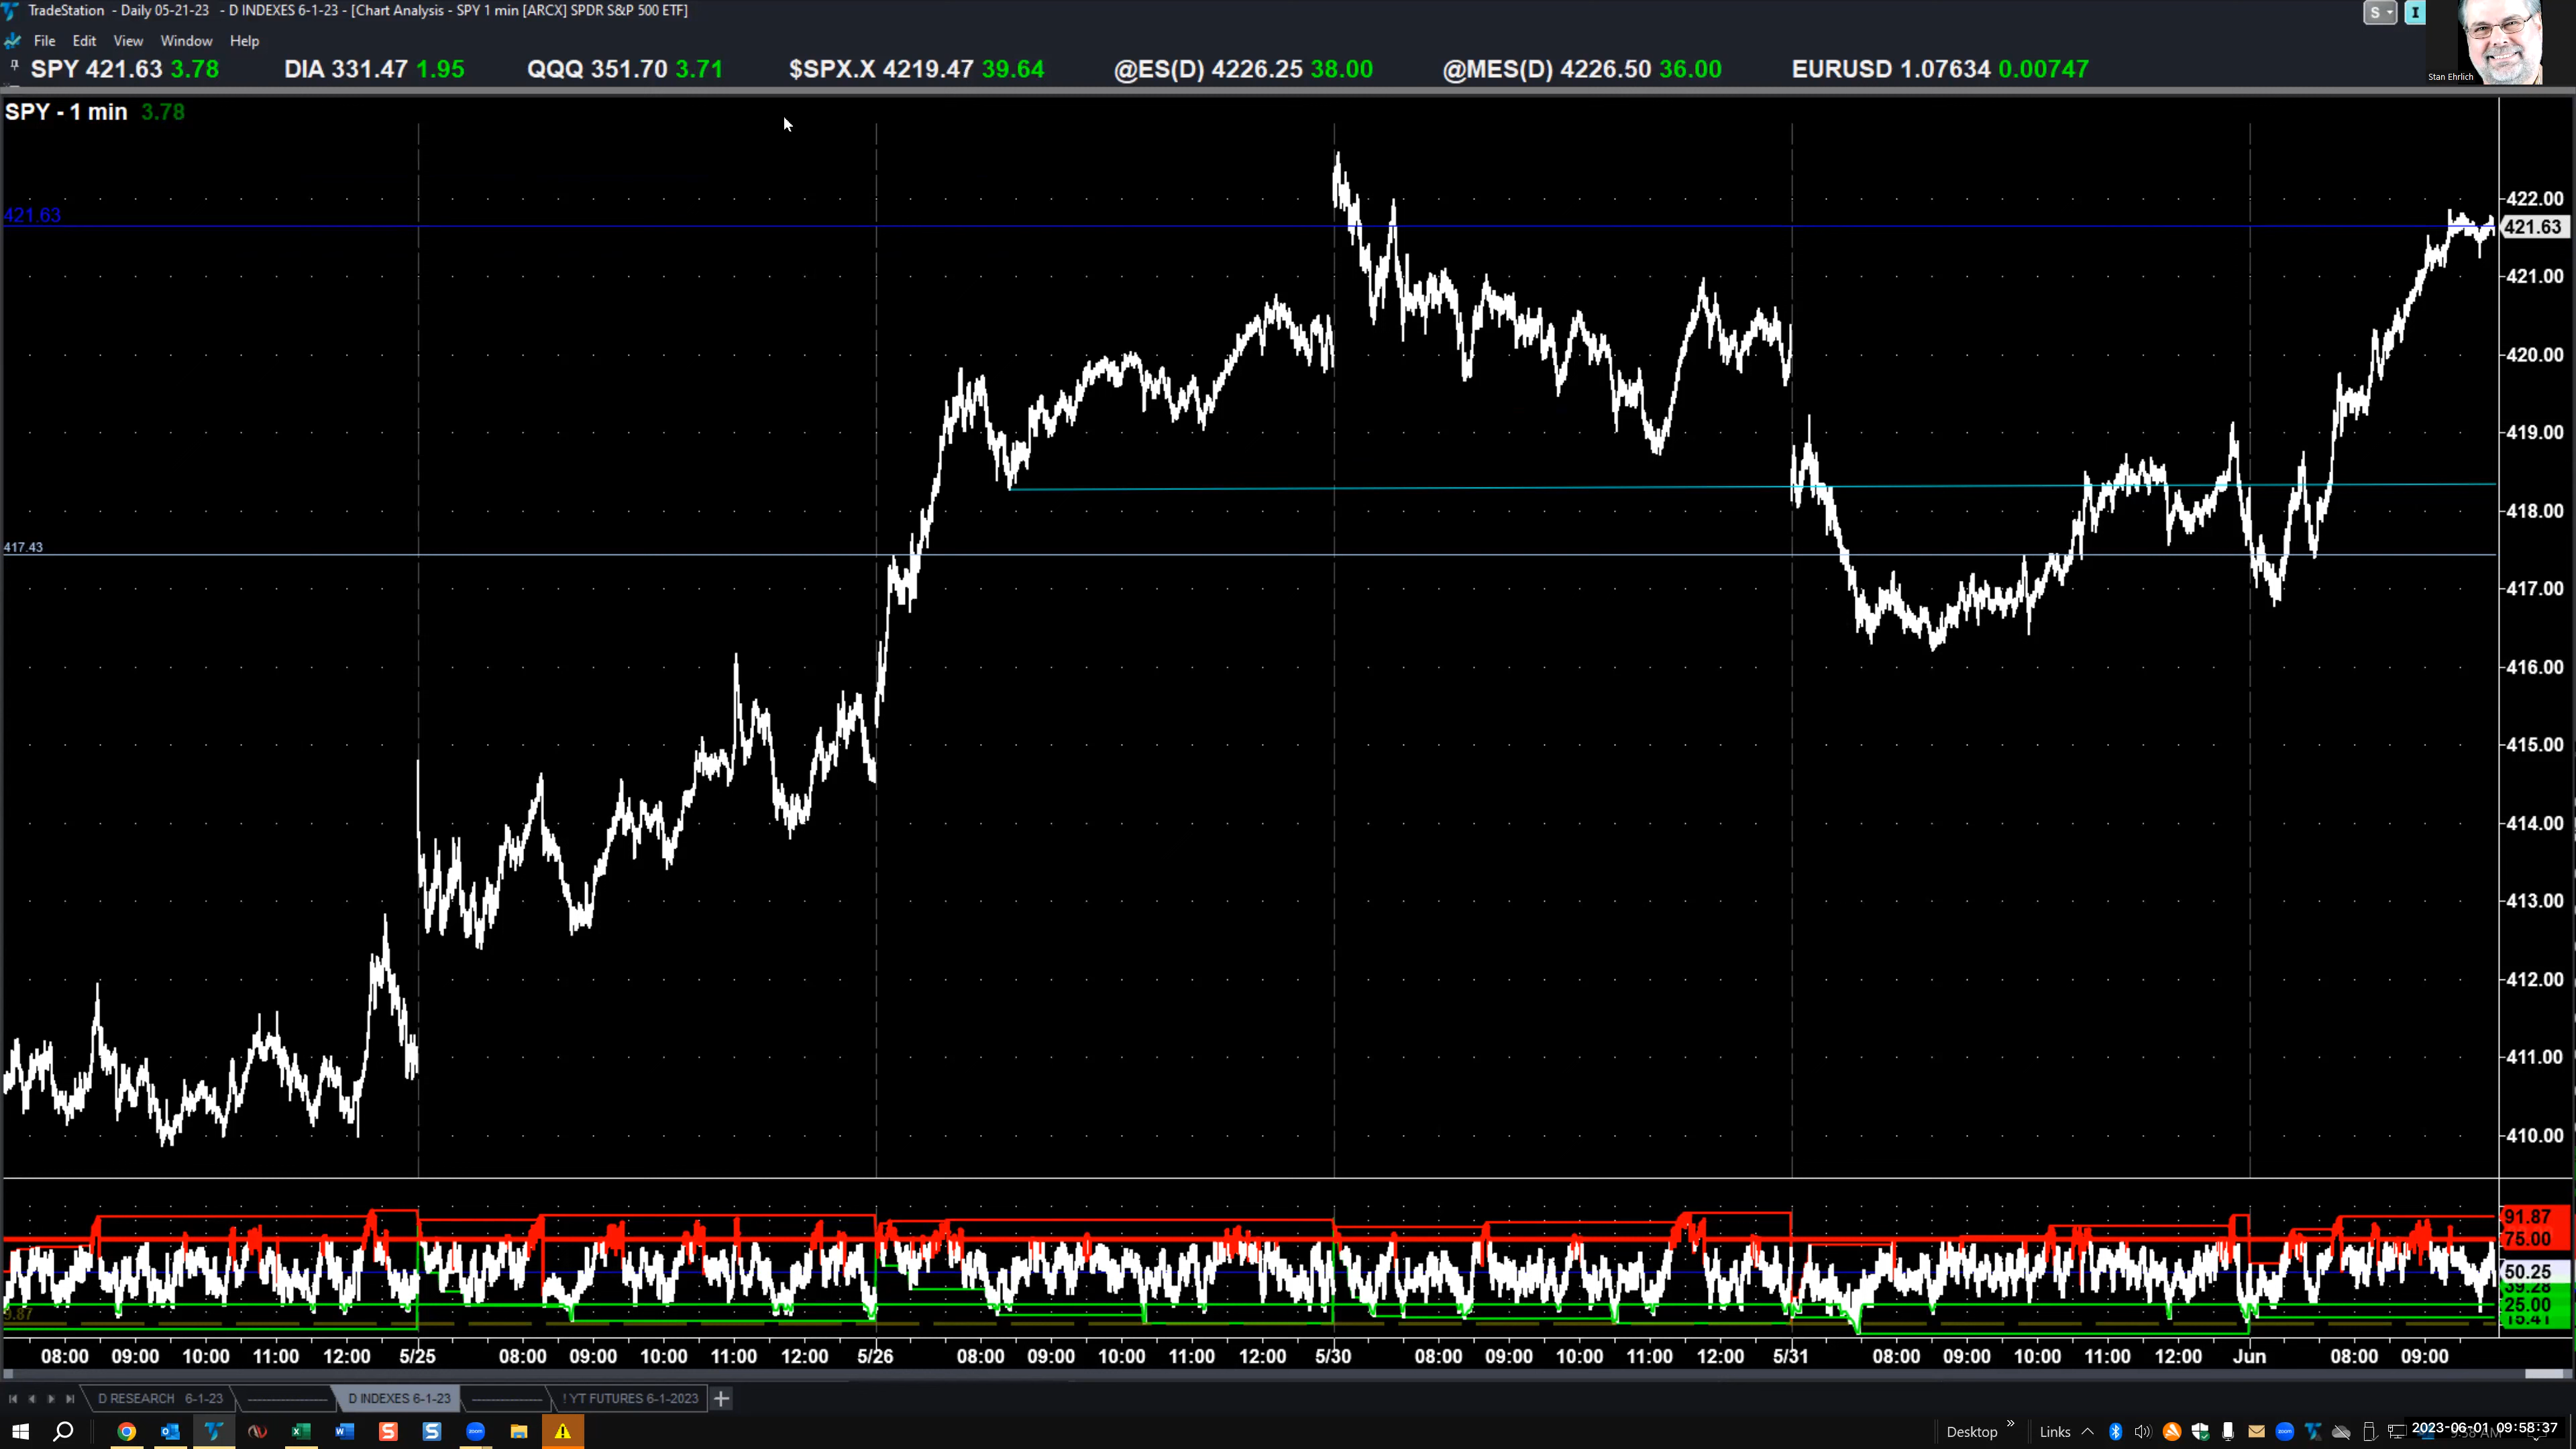 TradeStation - Daily 05-21-23 - D INDEXES 6-1-23 - [Chart Analysis - SPY 1 min [ARCX] SPDR S&P 500 ETF]
S I
File Edit View Window Help
Stan Ehrlich
SPY 421.63 3.78 DIA 331.47 1.95 QQQ 351.70 3.71 $SPX.X 4219.47 39.64 @ES(D) 4226.25 38.00 @MES(D) 4226.50 36.00 EURUSD 1.07634 0.00747
SPY - 1 min 3.78
422.00
421.63
421.63
421.00
420.00
419.00
418.00
417.43
417.00
416.00
415.00
414.00
413.00
412.00
411.00
410.00
91.87
75.00
50.25
39.28
25.00
15.41
9.87
08:00 09:00 10:00 11:00 12:00 5/25 08:00 09:00 10:00 11:00 12:00 5/26 08:00 09:00 10:00 11:00 12:00 5/30 08:00 09:00 10:00 11:00 12:00 5/31 08:00 09:00 10:00 11:00 12:00 Jun 08:00 09:00
D RESEARCH 6-1-23 D INDEXES 6-1-23 ! YT FUTURES 6-1-2023 +
Desktop » Links 2023-06-01, 09:58:37